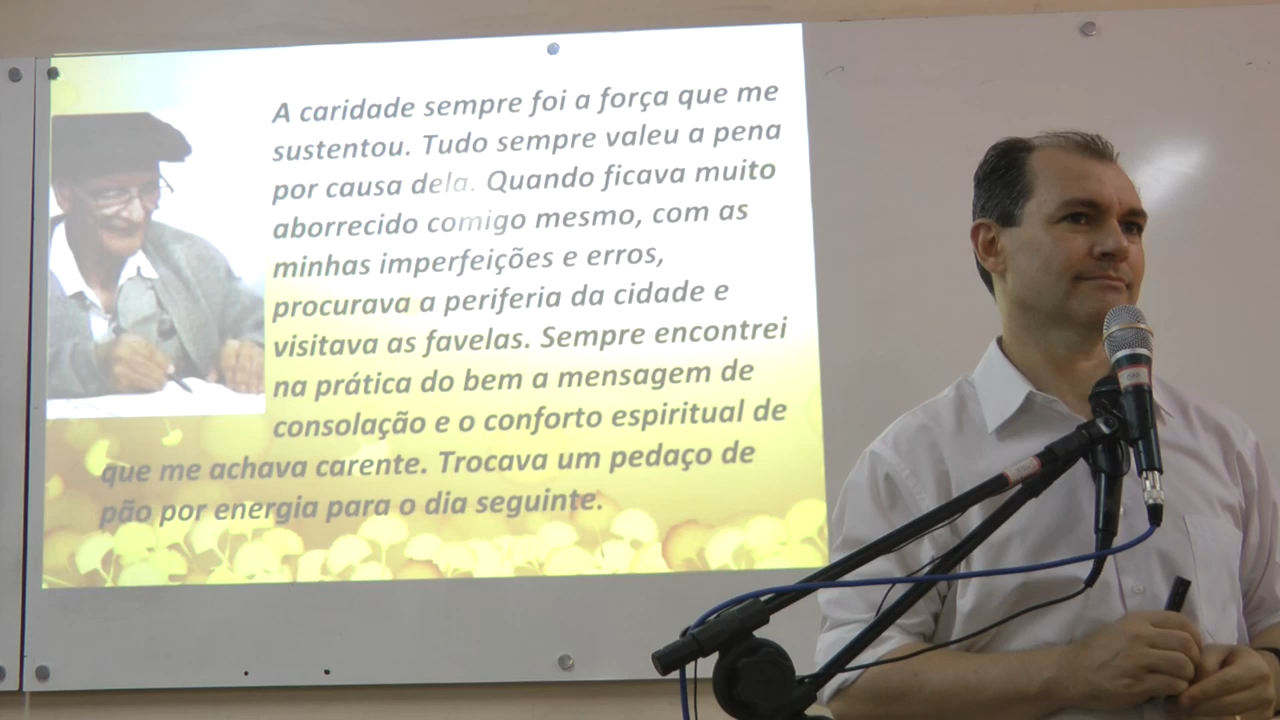 A caridade sempre foi a força que me
sustentou. Tudo sempre valeu a pena
por causa dela. Quando ficava muito
aborrecido comigo mesmo, com as
minhas imperfeições e erros,
procurava a periferia da cidade e
visitava as favelas. Sempre encontrei
na prática do bem a mensagem de
consolação e o conforto espiritual de
que me achava carente. Trocava um pedaço de
pão por energia para o dia seguinte.